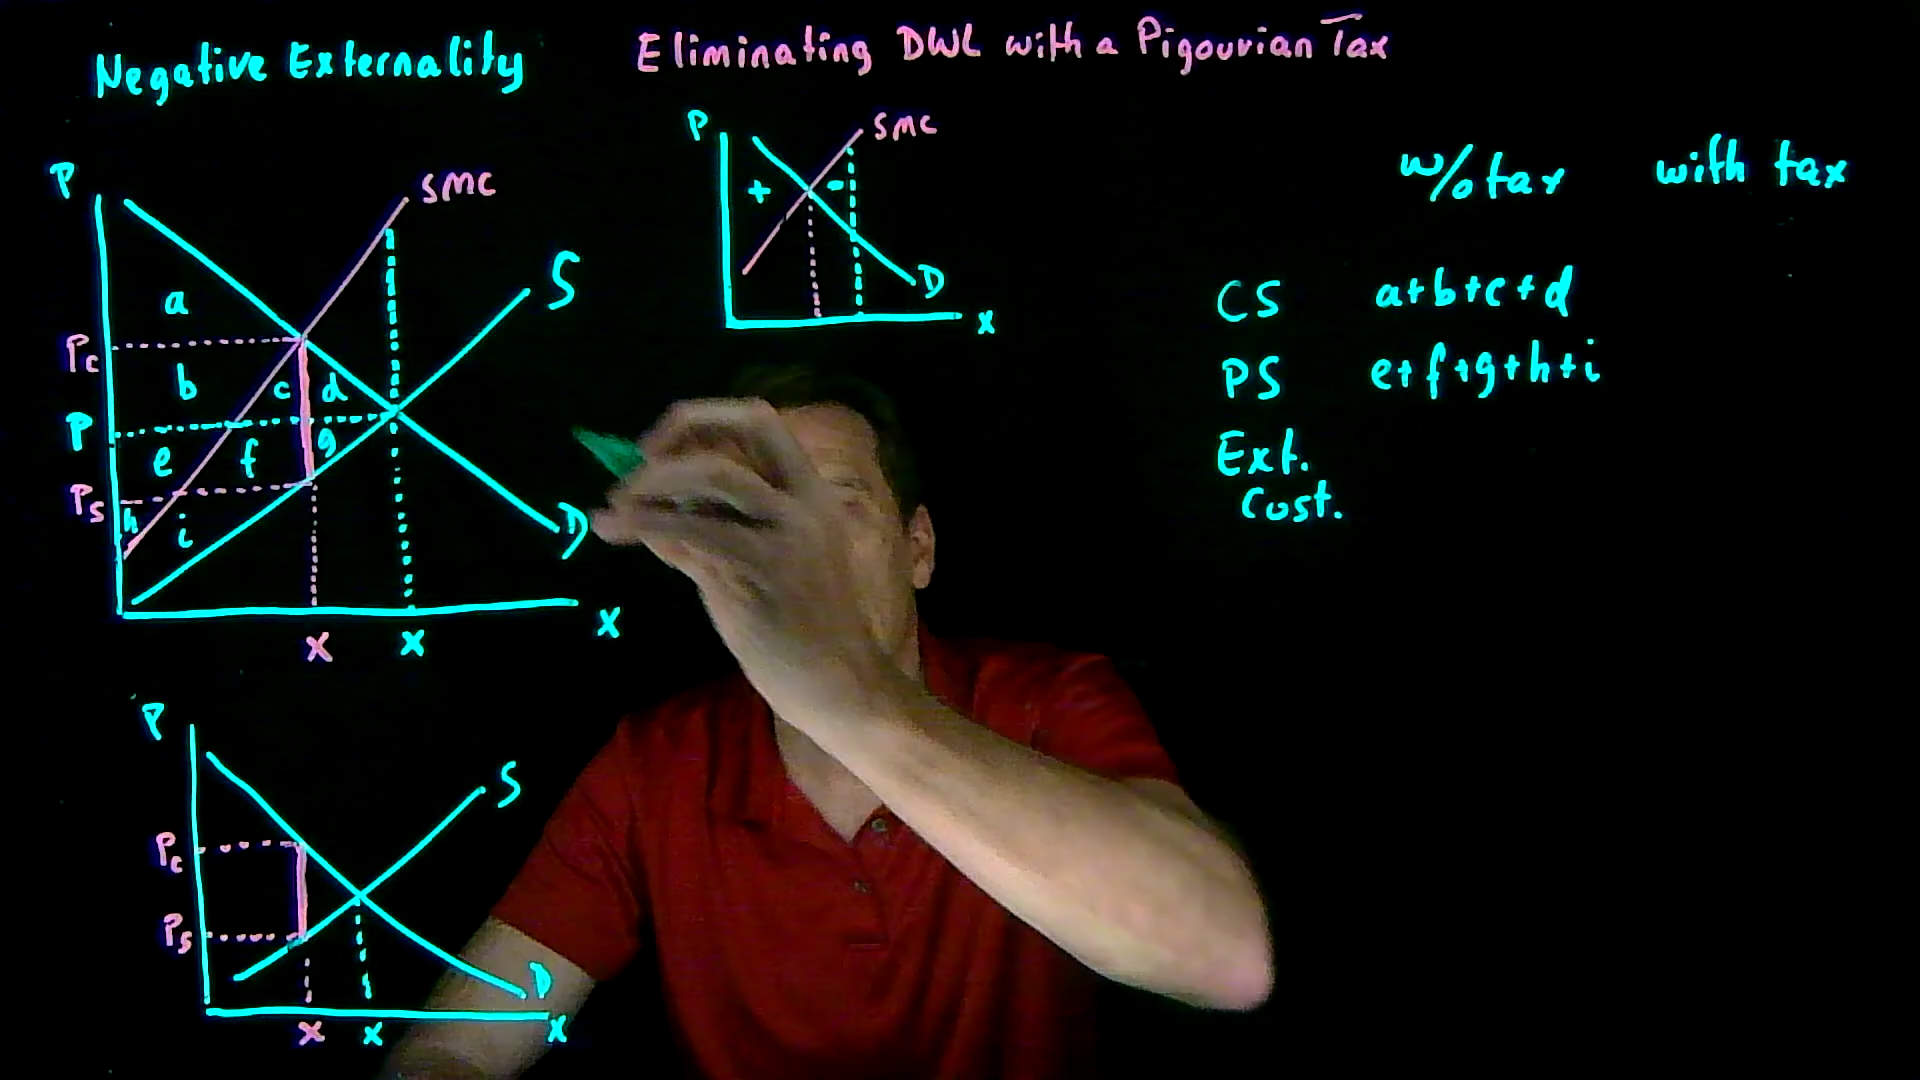 Negative Externality
Eliminating DWL with a Pigouvian Tax
P
SMC
S
a
Pc
b
c
d
P
e
f
g
Ps
h
i
D
x
x
x
P
SMC
+
-
D
x
w/o tax with tax
CS a+b+c+d
PS e+f+g+h+i
Ext.
Cost.
P
S
Pc
Ps
D
x
x
x